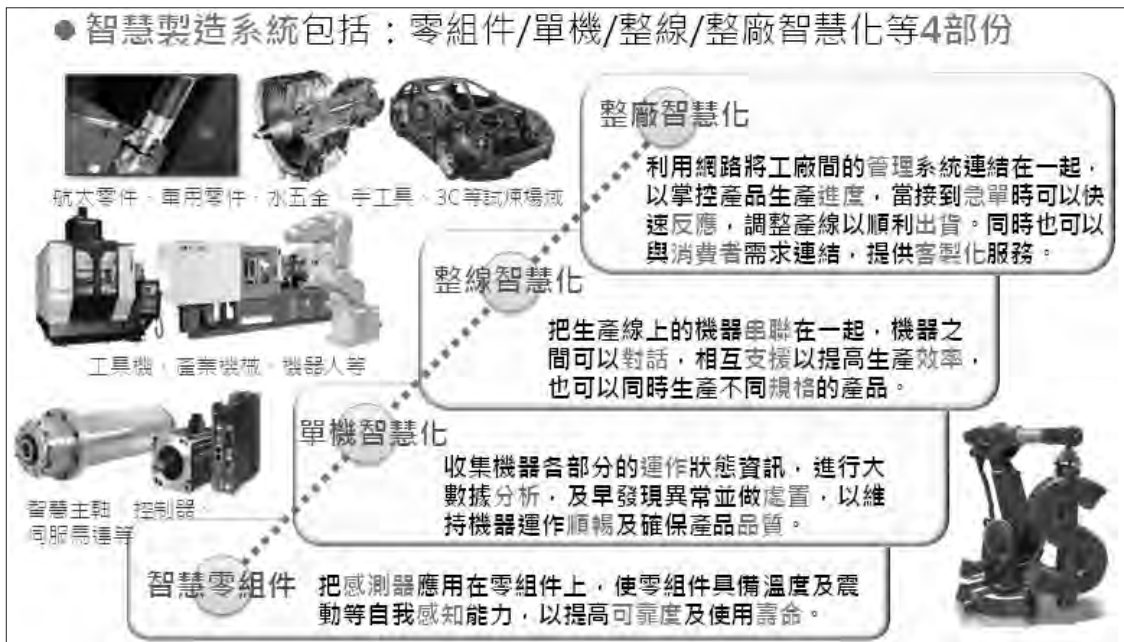 ● 智慧製造系統包括：零組件/單機/整線/整廠智慧化等4部份
整廠智慧化
利用網路將工廠間的管理系統連結在一起，
以掌控產品生產進度，當接到急單時可以快
速反應，調整產線以順利出貨。同時也可以
與消費者需求連結，提供客製化服務。
航太零件、車用零件、水五金、手工具、3C等試煉場域
整線智慧化
把生產線上的機器串聯在一起，機器之
間可以對話，相互支援以提高生產效率，
也可以同時生產不同規格的產品。
工具機、產業機械、機器人等
單機智慧化
收集機器各部分的運作狀態資訊，進行大
數據分析，及早發現異常並做處置，以維
持機器運作順暢及確保產品品質。
智慧主軸、控制器、
伺服馬達等
智慧零組件
把感測器應用在零組件上，使零組件具備溫度及震
動等自我感知能力，以提高可靠度及使用壽命。